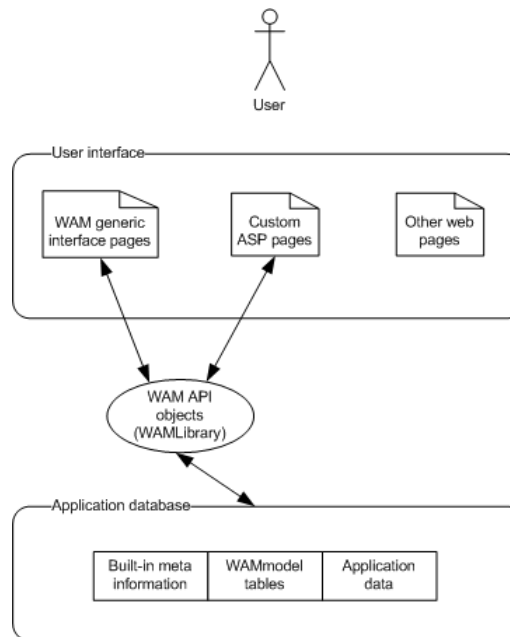 User
User interface
WAM generic
interface pages
Custom
ASP pages
Other web
pages
WAM API
objects
(WAMLibrary)
Application database
Built-in meta
information
WAMmodel
tables
Application
data